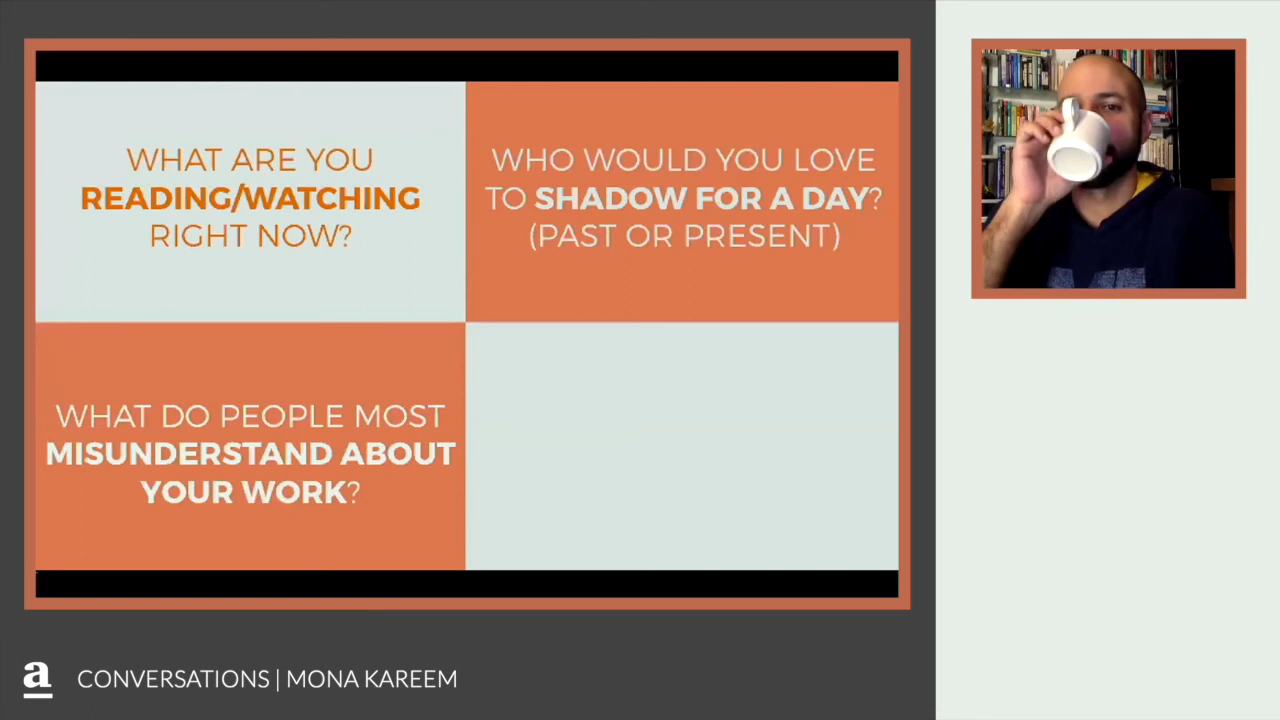 WHAT ARE YOU
READING/WATCHING
RIGHT NOW?
WHO WOULD YOU LOVE
TO SHADOW FOR A DAY?
(PAST OR PRESENT)
WHAT DO PEOPLE MOST
MISUNDERSTAND ABOUT
YOUR WORK?
a
CONVERSATIONS | MONA KAREEM